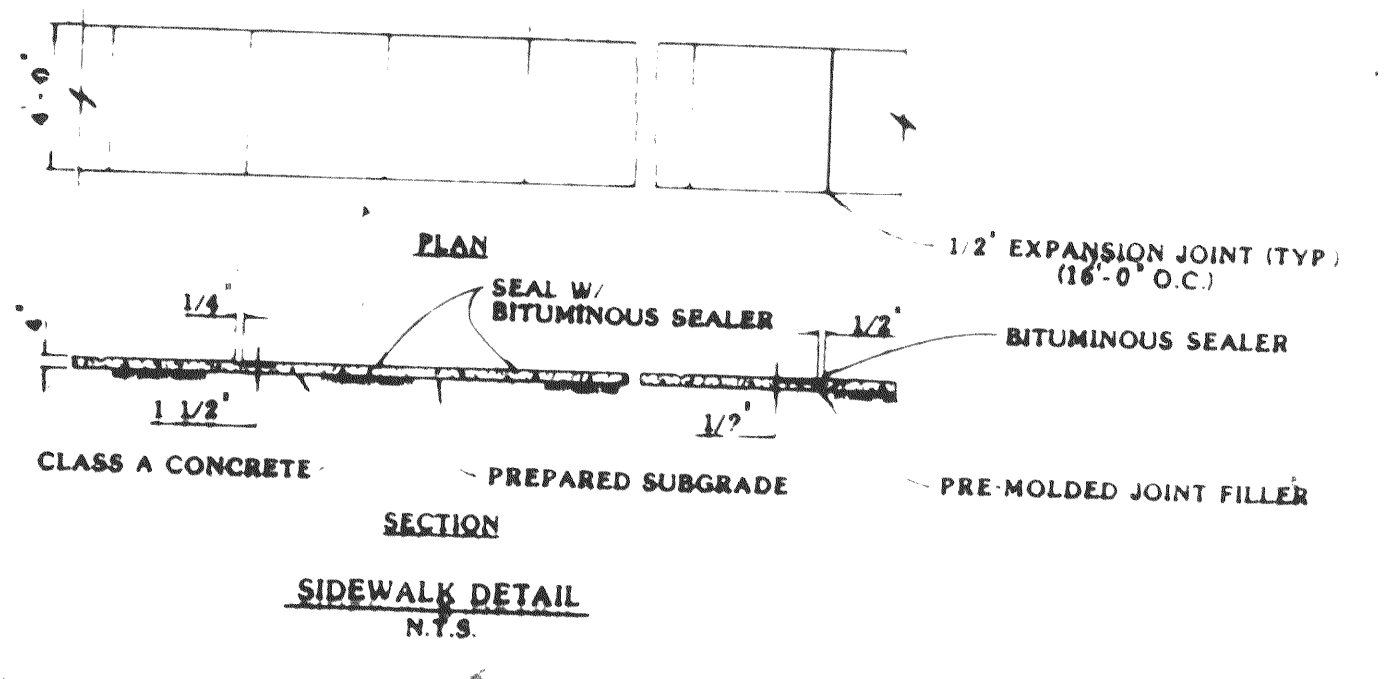 PLAN
1/2" EXPANSION JOINT (TYP)
(16'-0" O.C.)
1/4"
SEAL W/
BITUMINOUS SEALER
1/2"
BITUMINOUS SEALER
1 1/2"
CLASS A CONCRETE
PREPARED SUBGRADE
PRE-MOLDED JOINT FILLER
SECTION
SIDEWALK DETAIL
N.T.S.